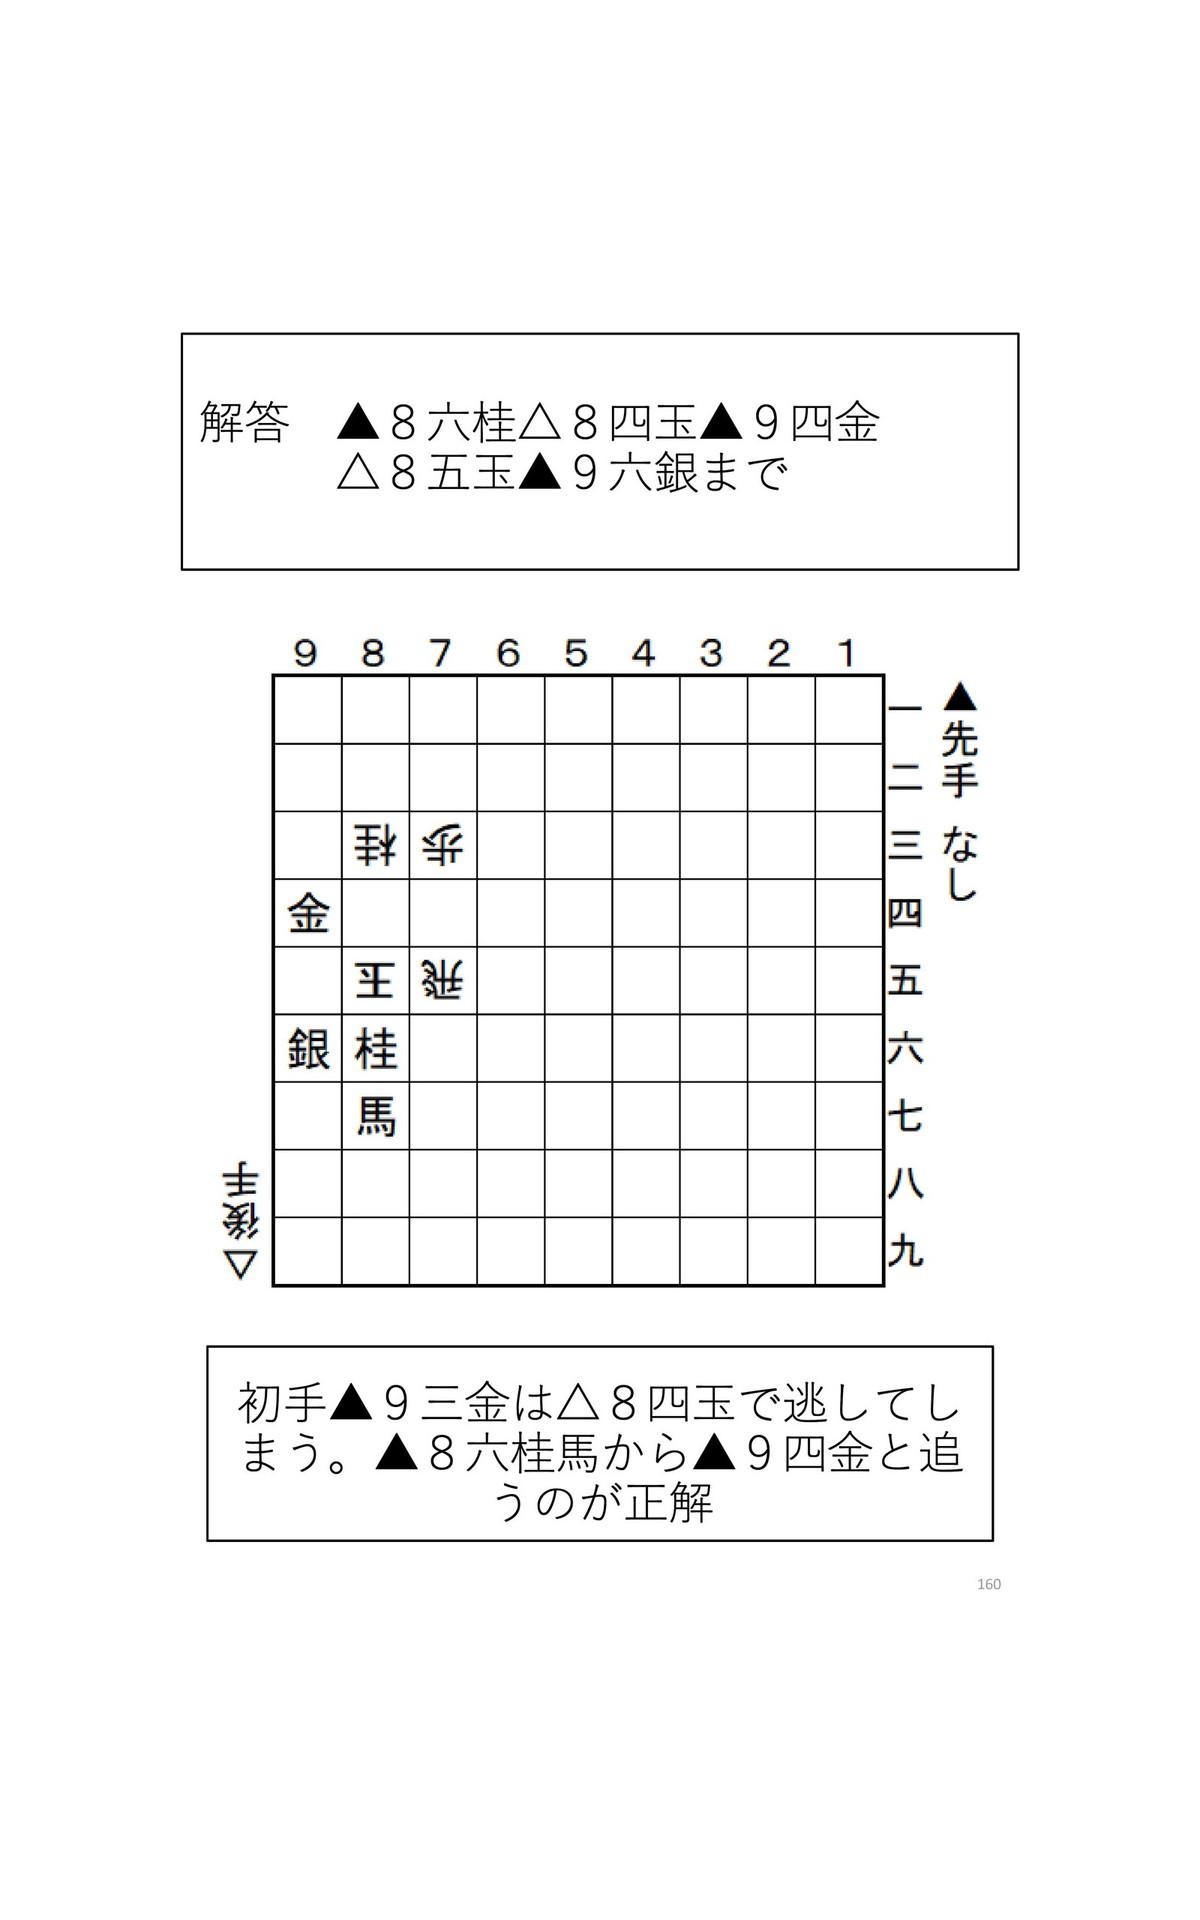 解答　▲８六桂△８四玉▲９四金
△８五玉▲９六銀まで
9 8 7 6 5 4 3 2 1
一
二
桂 歩 三
金 四
王 飛 五
銀 桂 六
馬 七
八
九
▲先手 なし
△後手
初手▲９三金は△８四玉で逃してし
まう。▲８六桂馬から▲９四金と追
うのが正解
160